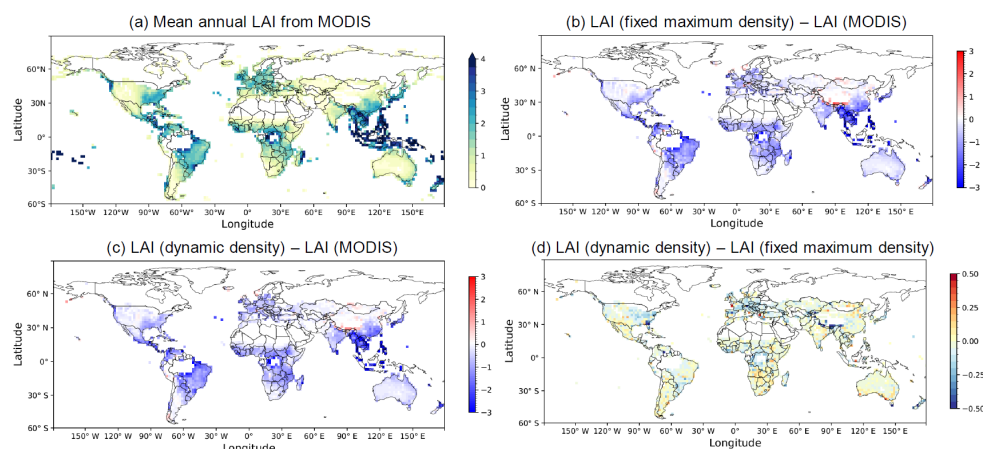 (a) Mean annual LAI from MODIS
(b) LAI (fixed maximum density) – LAI (MODIS)
60°N
30°N
0°
30°S
60°S
Latitude
150°W 120°W 90°W 60°W 30°W 0° 30°E 60°E 90°E 120°E 150°E
Longitude
4
3
2
1
0
60°N
30°N
0°
30°S
60°S
Latitude
150°W 120°W 90°W 60°W 30°W 0° 30°E 60°E 90°E 120°E 150°E
Longitude
3
2
1
0
−1
−2
−3
(c) LAI (dynamic density) – LAI (MODIS)
(d) LAI (dynamic density) – LAI (fixed maximum density)
60°N
30°N
0°
30°S
60°S
Latitude
150°W 120°W 90°W 60°W 30°W 0° 30°E 60°E 90°E 120°E 150°E
Longitude
3
2
1
0
−1
−2
−3
60°N
30°N
0°
30°S
60°S
Latitude
150°W 120°W 90°W 60°W 30°W 0° 30°E 60°E 90°E 120°E 150°E
Longitude
0.50
0.25
0.00
−0.25
−0.50